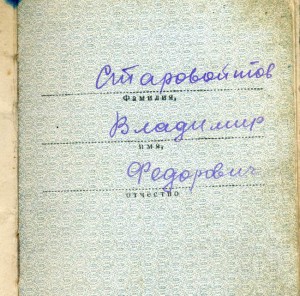 Старовойтов
Фамилия,
Владимир
имя,
Федорович
отчество